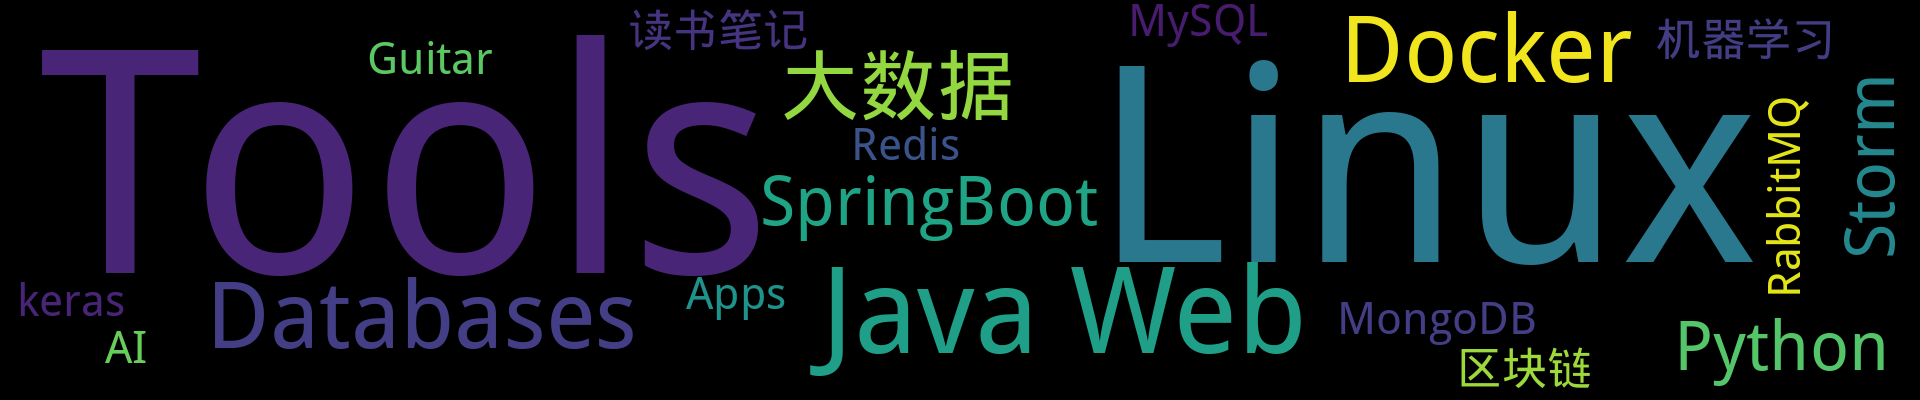 Tools
Guitar
读书笔记
大数据
Redis
SpringBoot
MySQL
Linux
Docker
机器学习
RabbitMQ
Storm
keras
AI
Databases
Apps
Java Web
MongoDB
区块链
Python